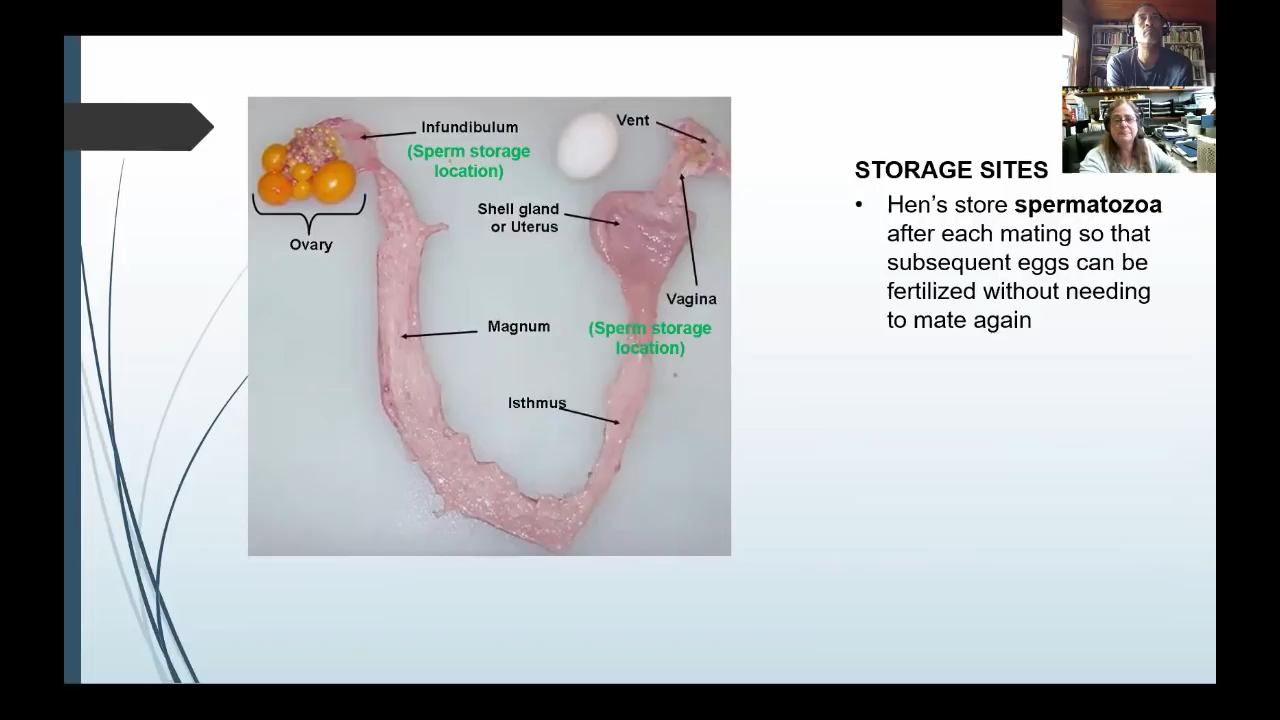 Infundibulum
(Sperm storage
location)
Ovary
Vent
Shell gland
or Uterus
Vagina
(Sperm storage
location)
Magnum
Isthmus
STORAGE SITES
• Hen's store spermatozoa
after each mating so that
subsequent eggs can be
fertilized without needing
to mate again